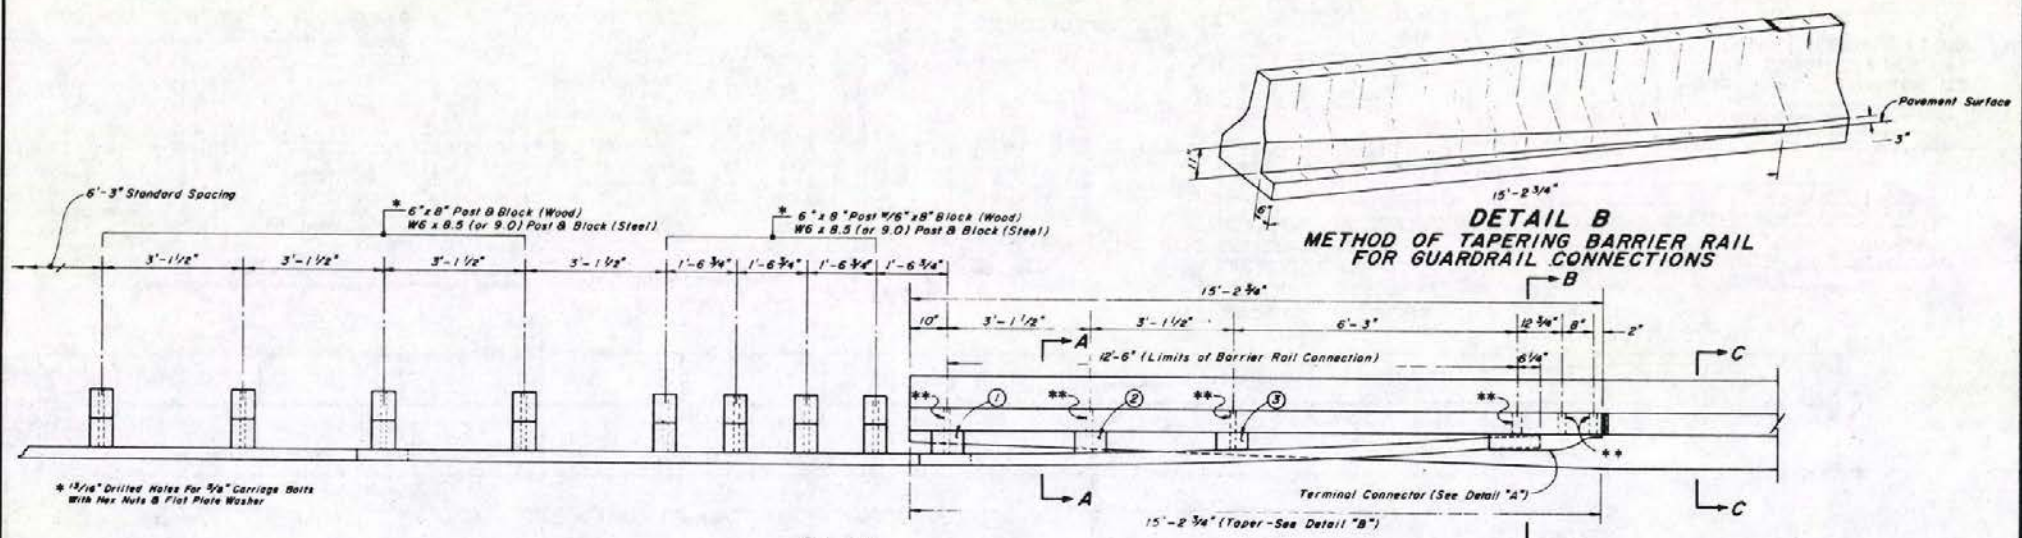 Pavement Surface
3"
11"
6"
15'-2 3/4"
DETAIL B
METHOD OF TAPERING BARRIER RAIL
FOR GUARDRAIL CONNECTIONS
6'-3" Standard Spacing
*
6"x 8" Post & Block (Wood)
W6 x 8.5 (or 9.0) Post & Block (Steel)
*
6"x 8" Post W/6"x8" Block (Wood)
W6 x 8.5 (or 9.0) Post & Block (Steel)
3'-1 1/2" 3'-1 1/2" 3'-1 1/2" 3'-1 1/2" 1'-6 3/4" 1'-6 3/4" 1'-6 3/4" 1'-6 3/4"
B
15'-2 3/4"
10" 3'-1 1/2" 3'-1 1/2" 6'-3" 12 3/4" 8" 2"
A
12'-6" (Limits of Barrier Rail Connection)
6 1/4"
C
** 1 ** 2 ** 3 **
**
* 13/16" Drilled Holes For 5/8" Carriage Bolts
With Hex Nuts & Flat Plate Washer
A
Terminal Connector (See Detail "A")
C
15'-2 3/4" (Taper-See Detail "B")